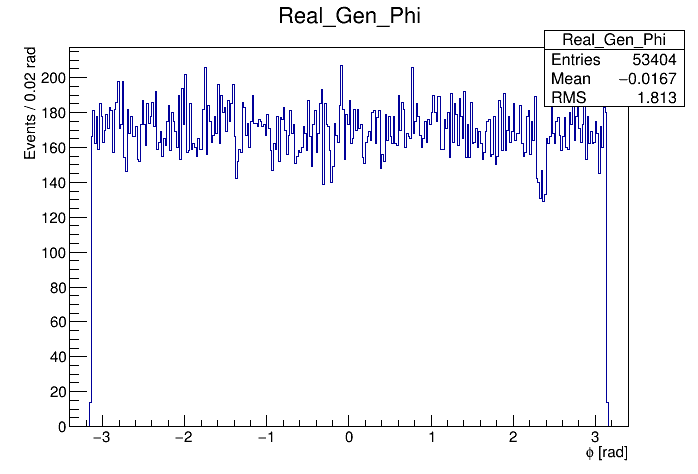 Real_Gen_Phi
Real_Gen_Phi
Entries 53404
Mean −0.0167
RMS 1.813
Events / 0.02 rad
200
180
160
140
120
100
80
60
40
20
0
−3 −2 −1 0 1 2 3
ϕ [rad]